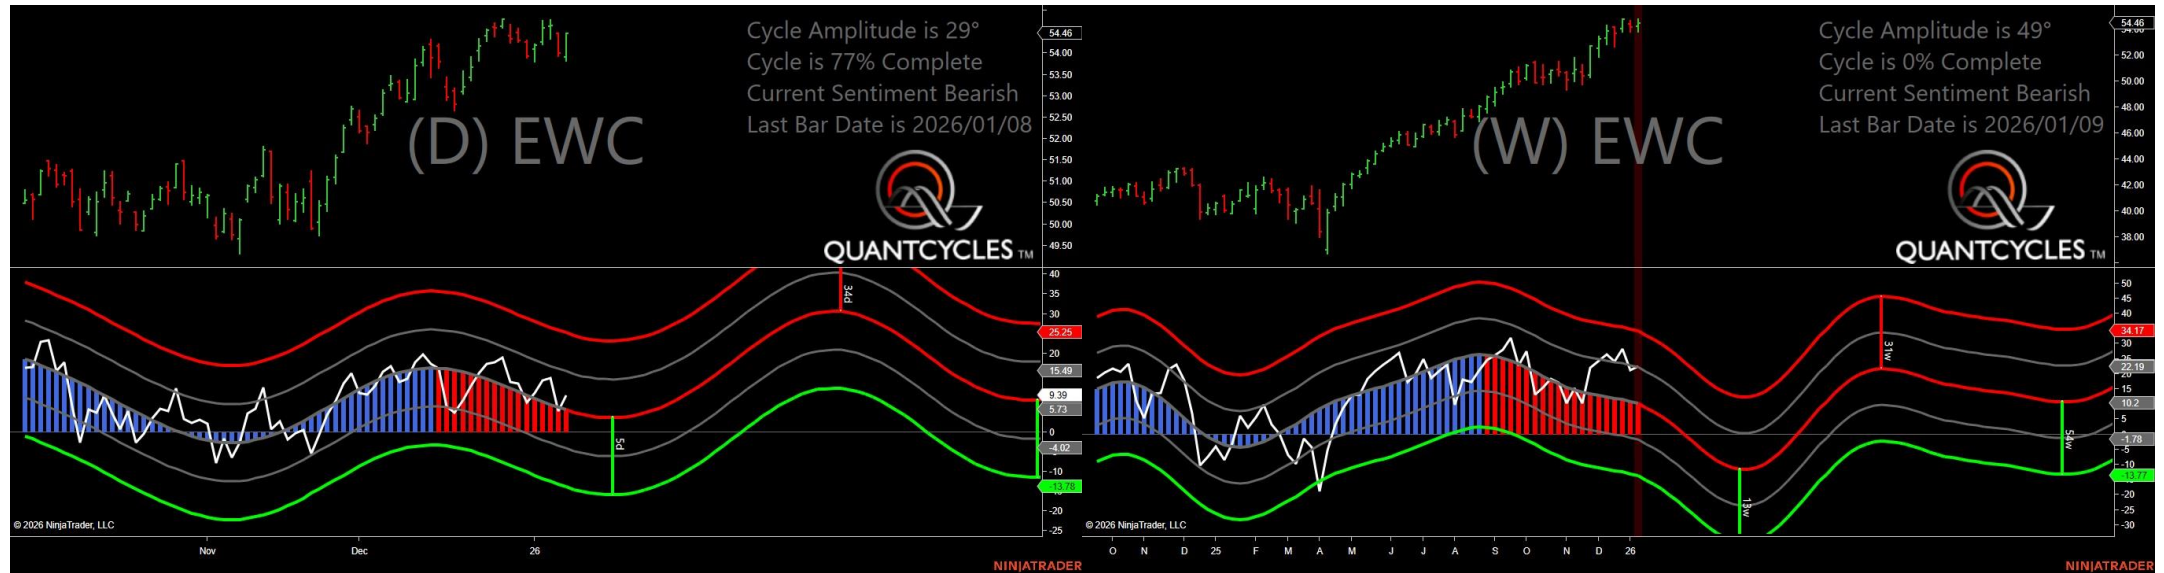 Cycle Amplitude is 29°
Cycle is 77% Complete
Current Sentiment Bearish
Last Bar Date is 2026/01/08
(D) EWC
QUANTCYCLES TM
54.46
54.00
53.50
53.00
52.50
52.00
51.50
51.00
50.50
50.00
49.50
40
35
30
25.25
20
15.49
9.39
5.73
0
-4.02
-10
-13.78
-20
-25
34d
5d
© 2026 NinjaTrader, LLC
Nov
Dec
26
NINJATRADER
Cycle Amplitude is 49°
Cycle is 0% Complete
Current Sentiment Bearish
Last Bar Date is 2026/01/09
(W) EWC
QUANTCYCLES TM
54.46
52.00
50.00
48.00
46.00
44.00
42.00
40.00
38.00
50
45
40
34.17
30
22.19
15
10.2
5
-1.78
-5
-10
-13.77
-20
-25
-30
31w
13w
54w
© 2026 NinjaTrader, LLC
O N D 25 F M A M J J A S O N D 26
NINJATRADER